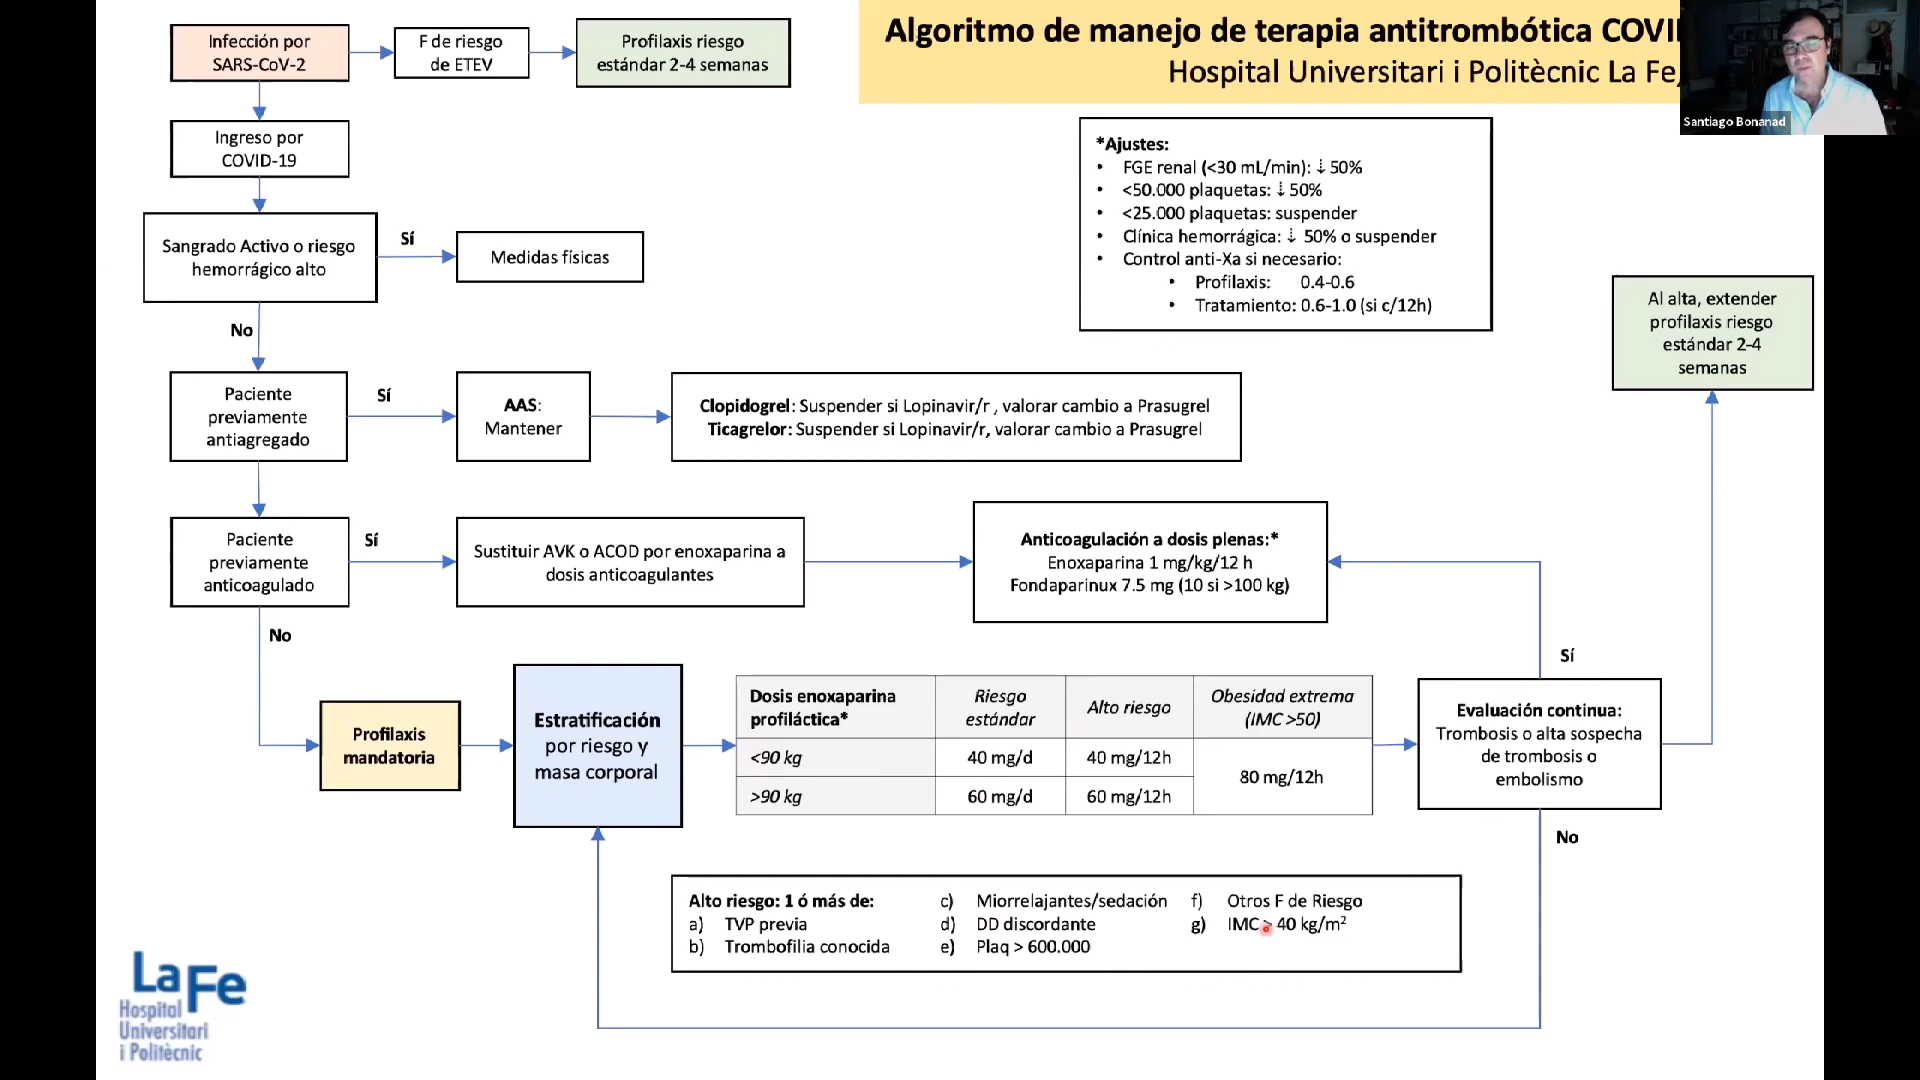 Algoritmo de manejo de terapia antitrombótica
Hospital Universitari i Politècnic La Fe,
Santiago Bonanad
Infección por
SARS-CoV-2
F de riesgo
de ETEV
Profilaxis riesgo
estándar 2-4 semanas
Ingreso por
COVID-19
*Ajustes:
• FGE renal (<30 mL/min): ⇣ 50%
• <50.000 plaquetas: ⇣ 50%
• <25.000 plaquetas: suspender
• Clínica hemorrágica: ⇣ 50% o suspender
• Control anti-Xa si necesario:
• Profilaxis: 0.4-0.6
• Tratamiento: 0.6-1.0 (si c/12h)
Sangrado Activo o riesgo
hemorrágico alto
Sí
Medidas físicas
No
Al alta, extender
profilaxis riesgo
estándar 2-4
semanas
Paciente
previamente
antiagregado
Sí
AAS:
Mantener
Clopidogrel: Suspender si Lopinavir/r , valorar cambio a Prasugrel
Ticagrelor: Suspender si Lopinavir/r, valorar cambio a Prasugrel
Paciente
previamente
anticoagulado
Sí
Sustituir AVK o ACOD por enoxaparina a
dosis anticoagulantes
Anticoagulación a dosis plenas:*
Enoxaparina 1 mg/kg/12 h
Fondaparinux 7.5 mg (10 si >100 kg)
No
Sí
Profilaxis
mandatoria
Estratificación
por riesgo y
masa corporal
Dosis enoxaparina
profiláctica*
Riesgo
estándar
Alto riesgo
Obesidad extrema
(IMC >50)
<90 kg 40 mg/d 40 mg/12h
80 mg/12h
>90 kg 60 mg/d 60 mg/12h
Evaluación continua:
Trombosis o alta sospecha
de trombosis o
embolismo
No
Alto riesgo: 1 ó más de:
a) TVP previa
b) Trombofilia conocida
c) Miorrelajantes/sedación
d) DD discordante
e) Plaq > 600.000
f) Otros F de Riesgo
g) IMC > 40 kg/m²
La Fe
Hospital
Universitari
i Politècnic